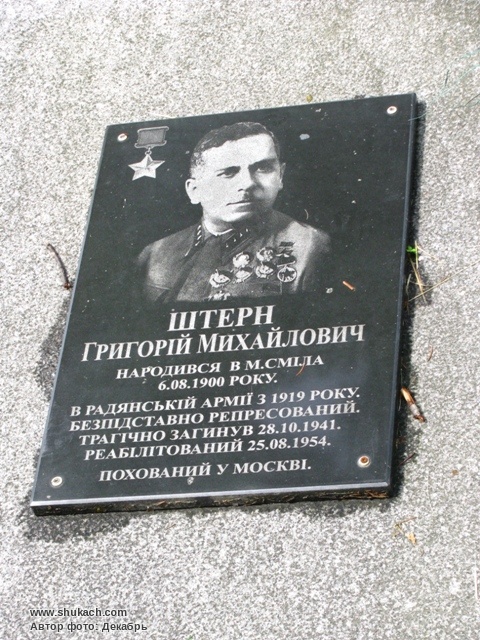 ШТЕРН
ГРИГОРІЙ МИХАЙЛОВИЧ
НАРОДИВСЯ В М.СМІЛА
6.08.1900 РОКУ.
В РАДЯНСЬКІЙ АРМІЇ З 1919 РОКУ.
БЕЗПІДСТАВНО РЕПРЕСОВАНИЙ.
ТРАГІЧНО ЗАГИНУВ 28.10.1941.
РЕАБІЛІТОВАНИЙ 25.08.1954.
ПОХОВАНИЙ У МОСКВІ.
www.shukach.com
Автор фото: Декабрь